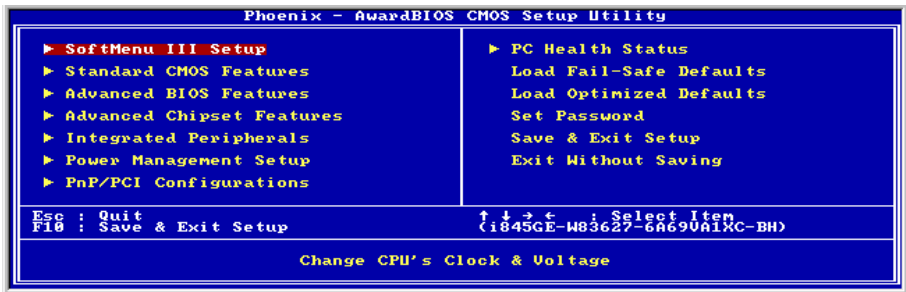 Phoenix - AwardBIOS CMOS Setup Utility
► SoftMenu III Setup
► Standard CMOS Features
► Advanced BIOS Features
► Advanced Chipset Features
► Integrated Peripherals
► Power Management Setup
► PnP/PCI Configurations
► PC Health Status
Load Fail-Safe Defaults
Load Optimized Defaults
Set Password
Save & Exit Setup
Exit Without Saving
Esc : Quit
F10 : Save & Exit Setup
↑ ↓ → ← : Select Item
(i845GE-W83627-6A69VA1XC-BH)
Change CPU's Clock & Voltage